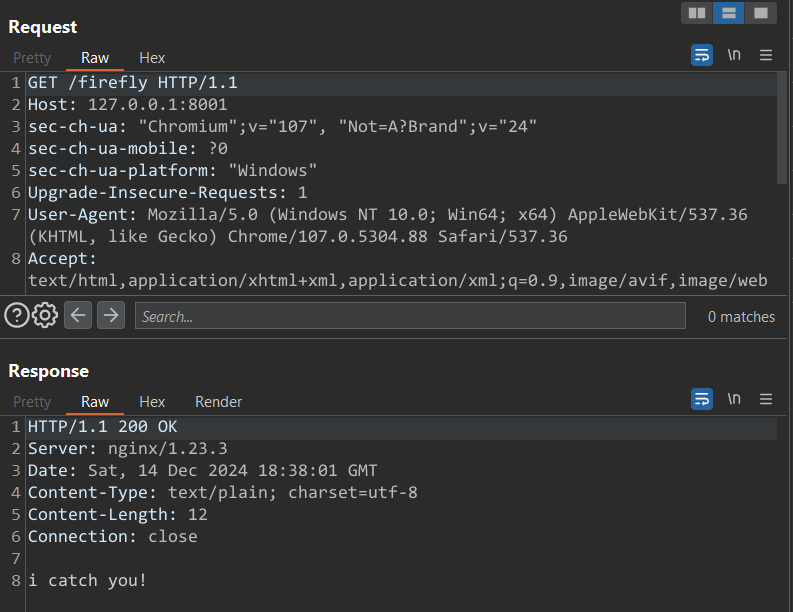 Request
Pretty Raw Hex \n
1 GET /firefly HTTP/1.1
2 Host: 127.0.0.1:8001
3 sec-ch-ua: "Chromium";v="107", "Not=A?Brand";v="24"
4 sec-ch-ua-mobile: ?0
5 sec-ch-ua-platform: "Windows"
6 Upgrade-Insecure-Requests: 1
7 User-Agent: Mozilla/5.0 (Windows NT 10.0; Win64; x64) AppleWebKit/537.36
(KHTML, like Gecko) Chrome/107.0.5304.88 Safari/537.36
8 Accept:
text/html,application/xhtml+xml,application/xml;q=0.9,image/avif,image/web
? Search... 0 matches
Response
Pretty Raw Hex Render \n
1 HTTP/1.1 200 OK
2 Server: nginx/1.23.3
3 Date: Sat, 14 Dec 2024 18:38:01 GMT
4 Content-Type: text/plain; charset=utf-8
5 Content-Length: 12
6 Connection: close
7
8 i catch you!